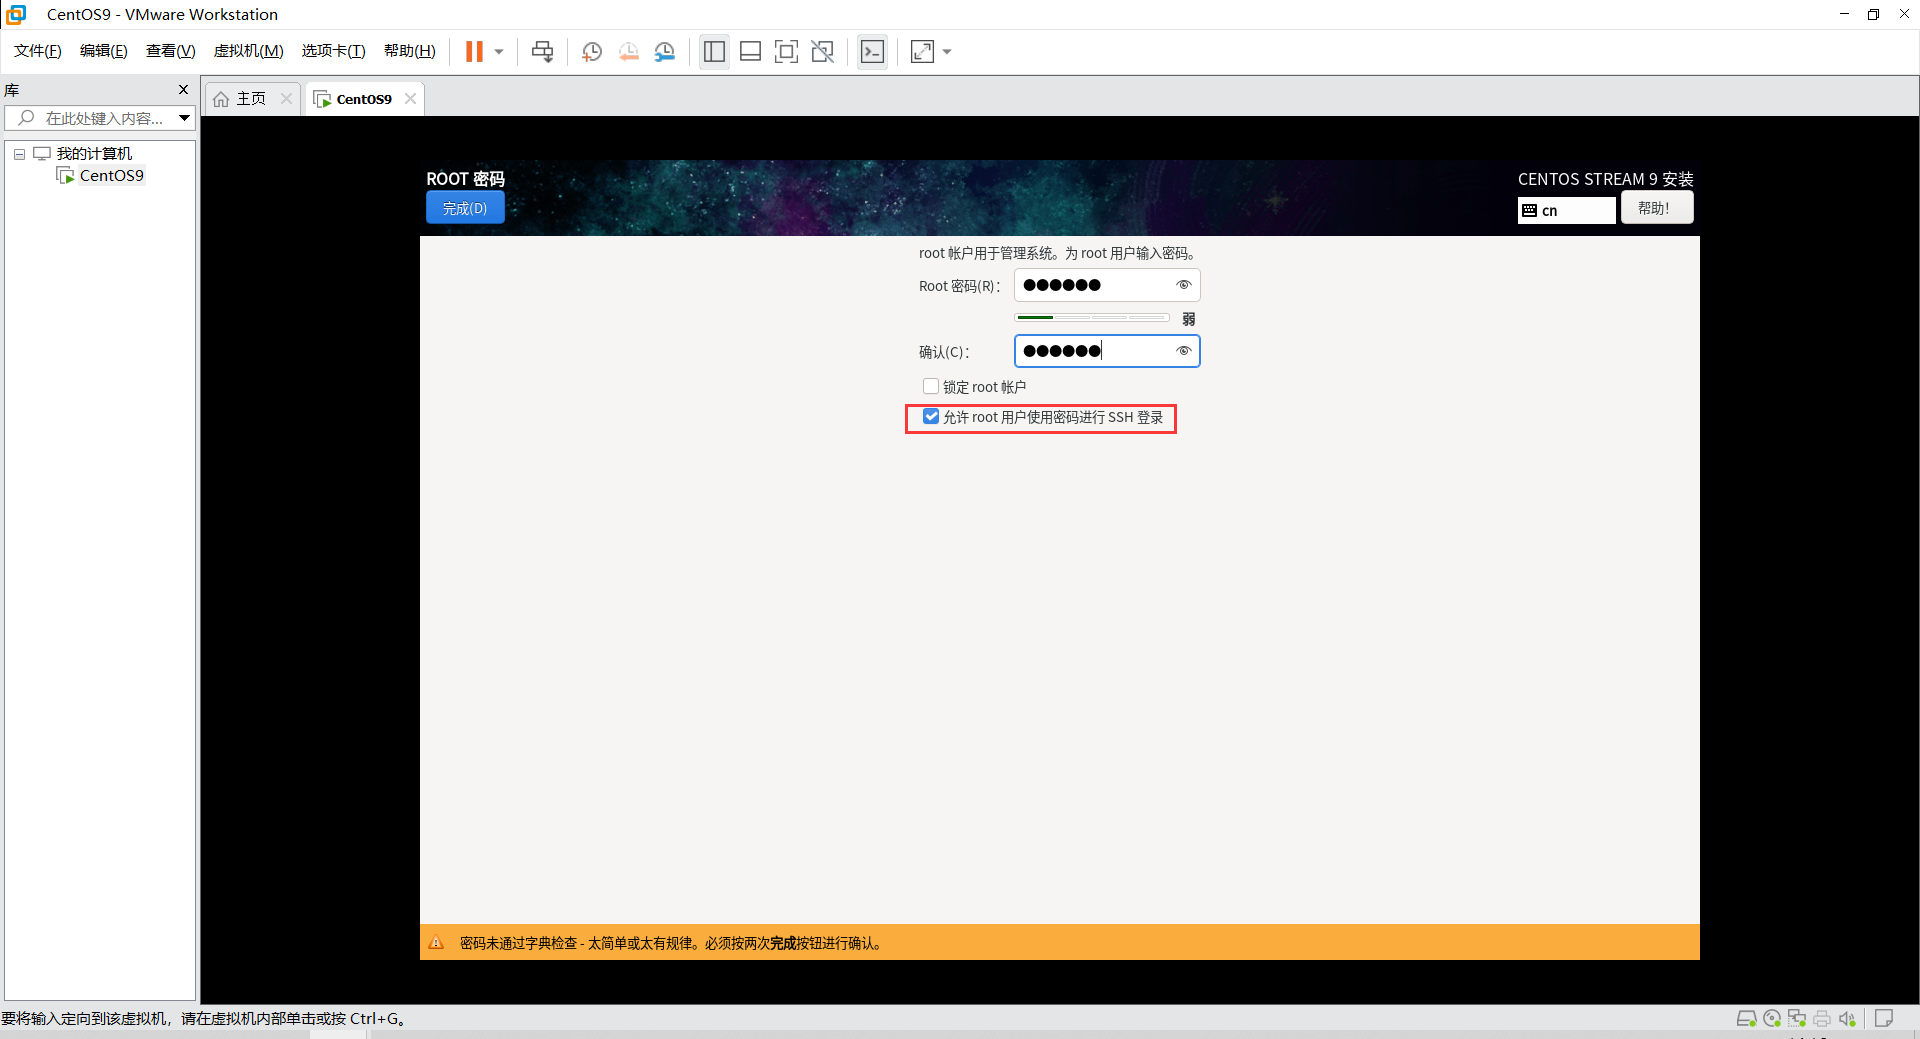 CentOS9 - VMware Workstation
文件(F) 编辑(E) 查看(V) 虚拟机(M) 选项卡(T) 帮助(H)
库
在此处键入内容...
我的计算机
CentOS9
主页
CentOS9
ROOT 密码
完成(D)
CENTOS STREAM 9 安装
cn
帮助!
root 帐户用于管理系统。为 root 用户输入密码。
Root 密码(R):
弱
确认(C):
锁定 root 帐户
允许 root 用户使用密码进行 SSH 登录
密码未通过字典检查 - 太简单或太有规律。必须按两次完成按钮进行确认。
要将输入定向到该虚拟机，请在虚拟机内部单击或按 Ctrl+G。